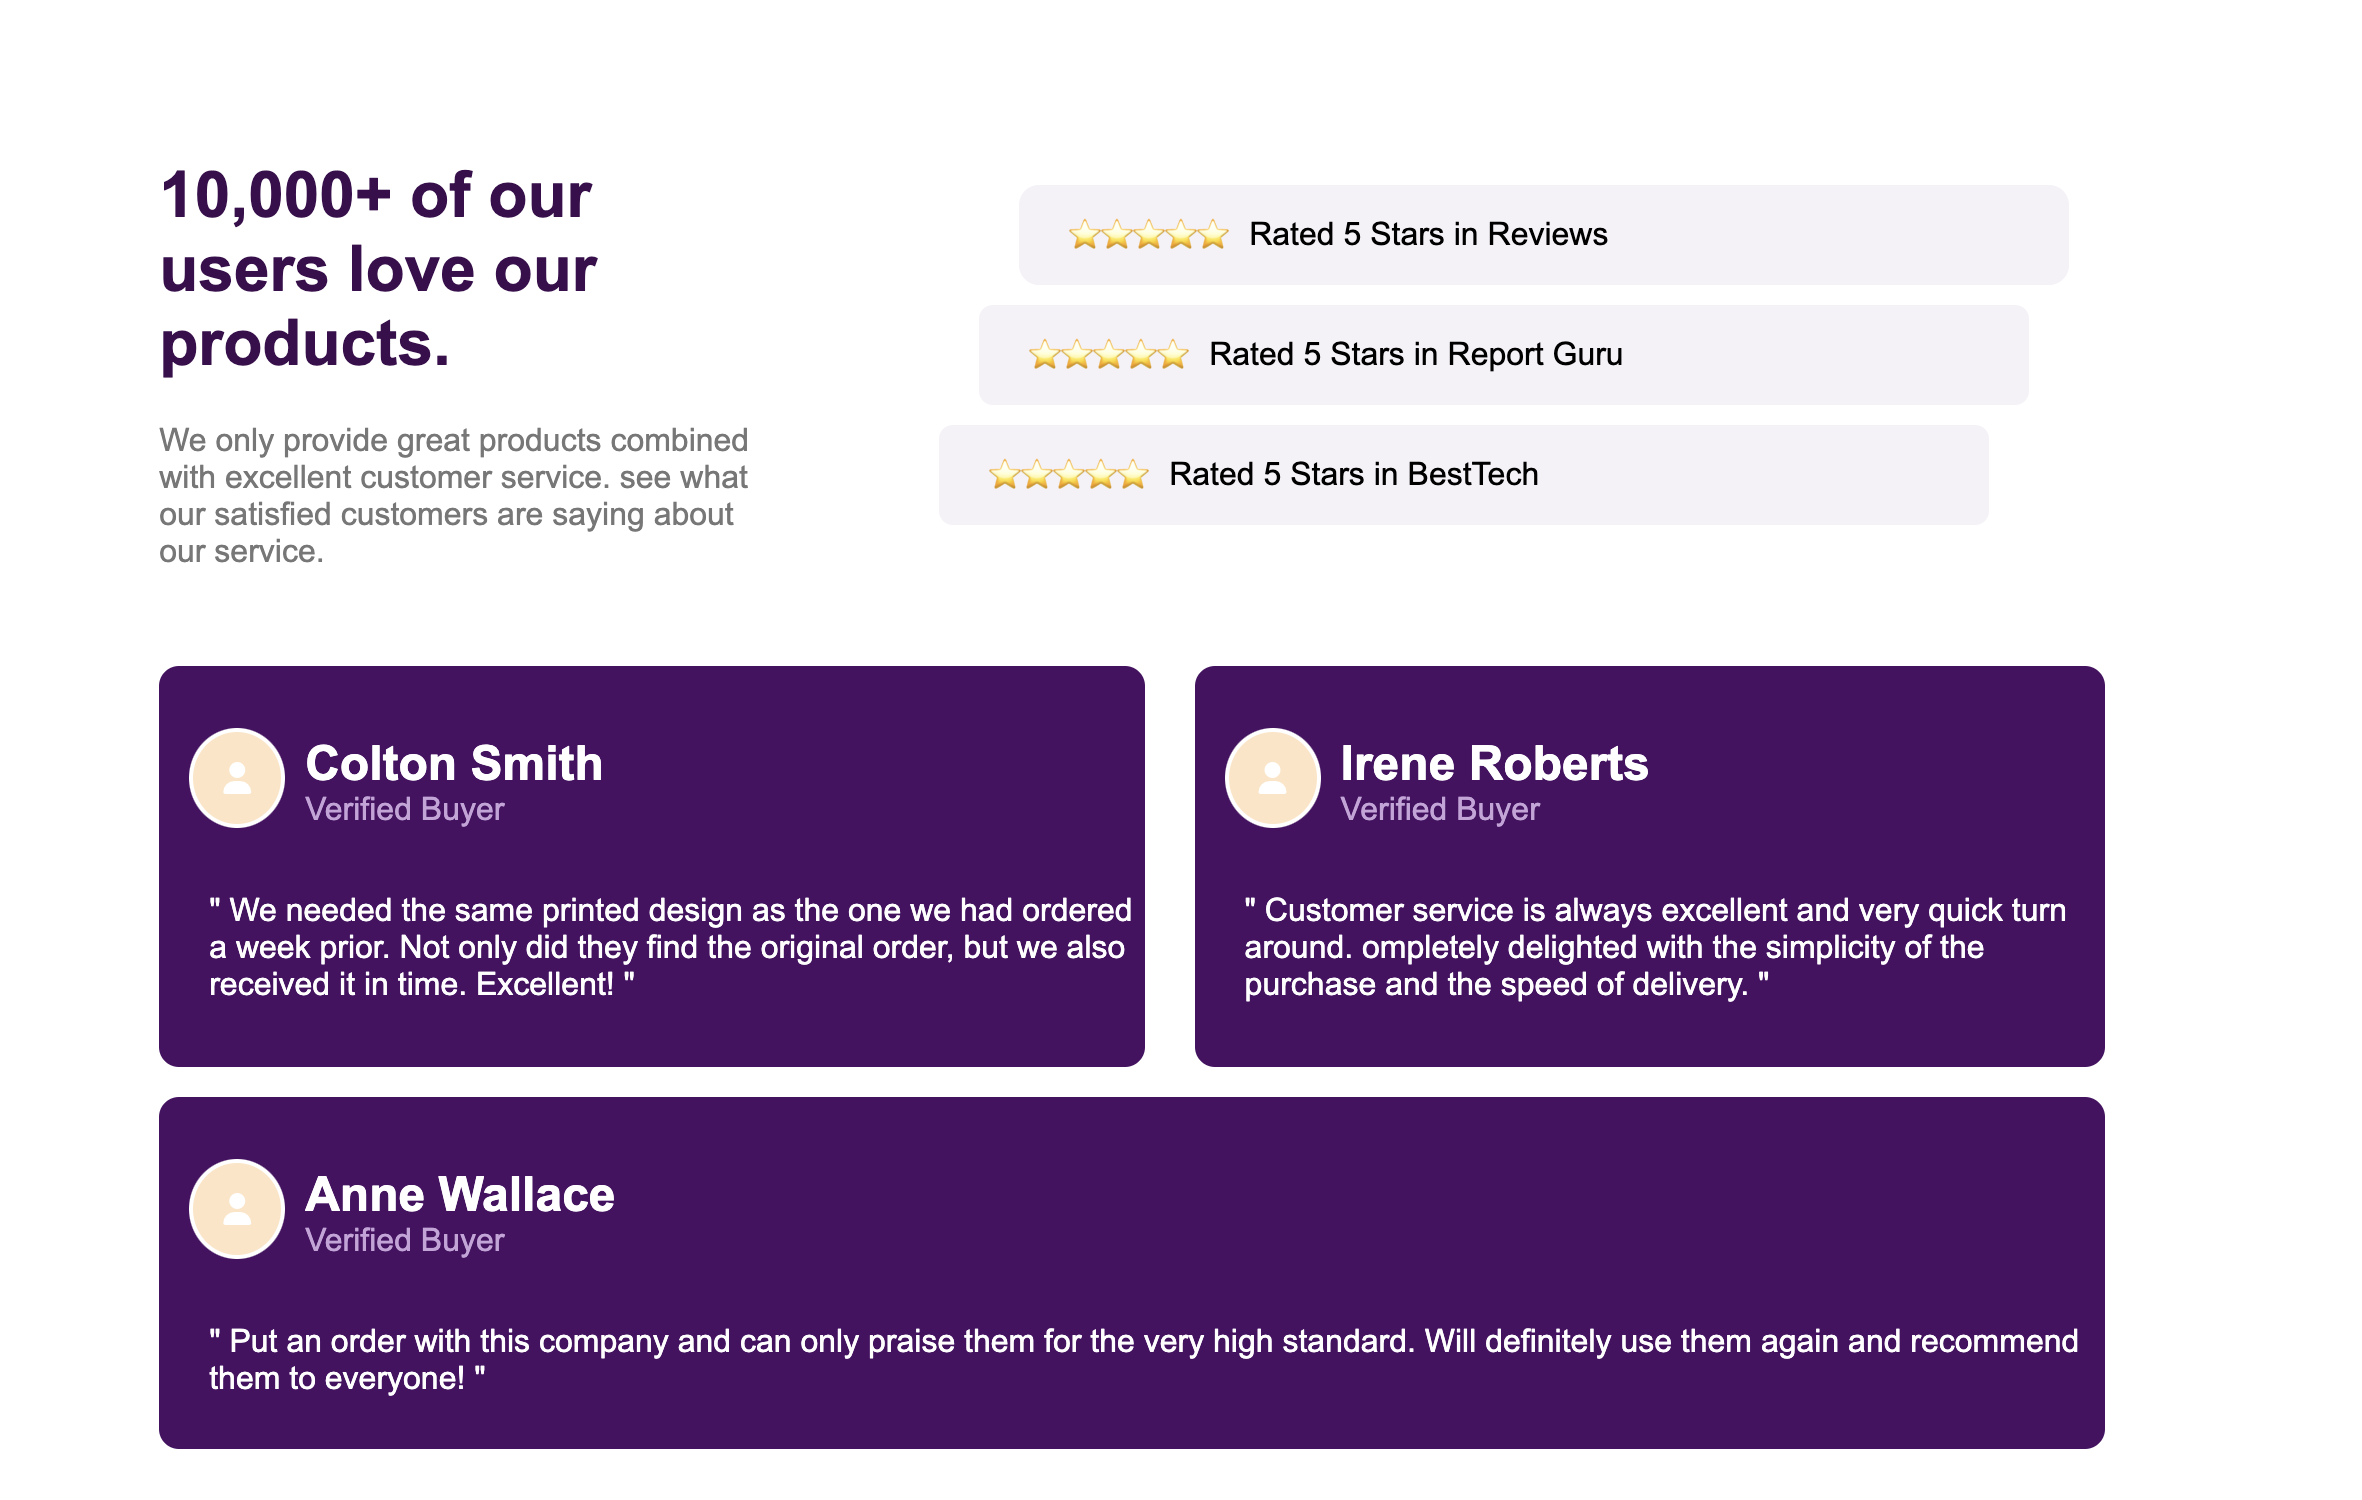 10,000+ of our
users love our
products.
We only provide great products combined
with excellent customer service. see what
our satisfied customers are saying about
our service.
⭐⭐⭐⭐⭐ Rated 5 Stars in Reviews
⭐⭐⭐⭐⭐ Rated 5 Stars in Report Guru
⭐⭐⭐⭐⭐ Rated 5 Stars in BestTech
Colton Smith
Verified Buyer
" We needed the same printed design as the one we had ordered
a week prior. Not only did they find the original order, but we also
received it in time. Excellent! "
Irene Roberts
Verified Buyer
" Customer service is always excellent and very quick turn
around. ompletely delighted with the simplicity of the
purchase and the speed of delivery. "
Anne Wallace
Verified Buyer
" Put an order with this company and can only praise them for the very high standard. Will definitely use them again and recommend
them to everyone! "